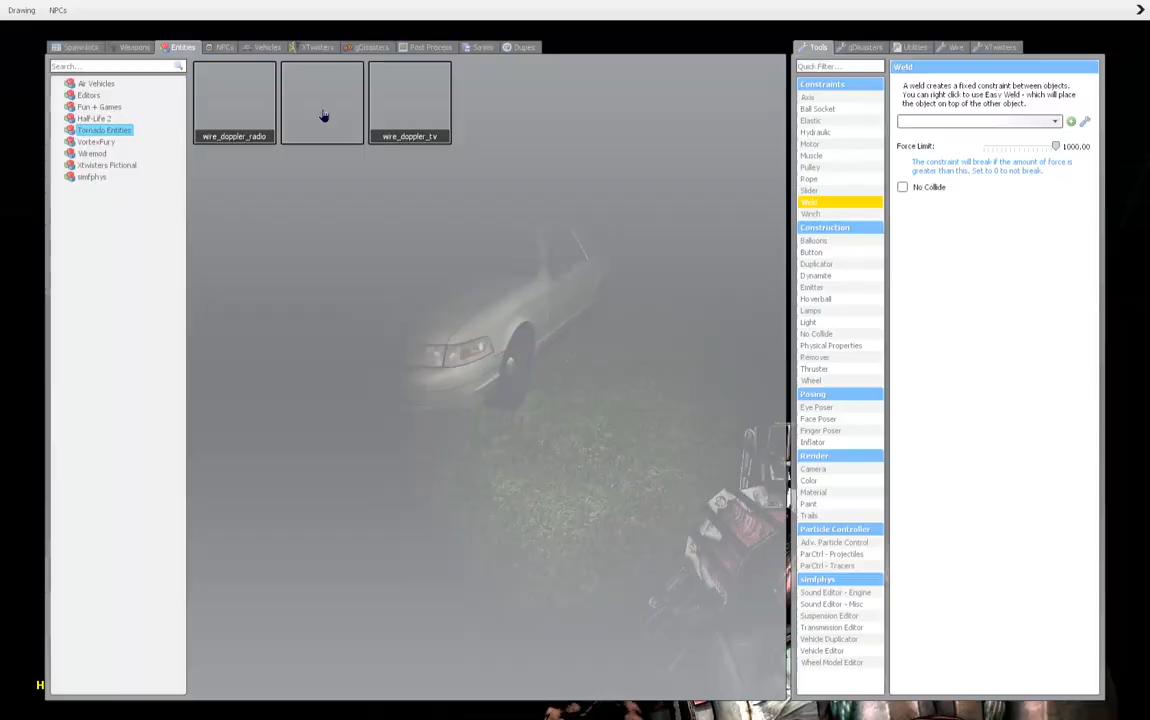 Drawing NPCs
Spawnlists Weapons Entities NPCs Vehicles XTwisters gDisasters Post Process Saves Dupes
Search...
Air Vehicles
Editors
Fun + Games
Half-Life 2
Tornado Entities
VortexFury
Wiremod
Xtwisters Fictional
simfphys
wire_doppler_radio
wire_doppler_tv
Tools gDisasters Utilities Wire XTwisters
Quick Filter...
Constraints
Axis
Ball Socket
Elastic
Hydraulic
Motor
Muscle
Pulley
Rope
Slider
Weld
Winch
Construction
Balloons
Button
Duplicator
Dynamite
Emitter
Hoverball
Lamps
Light
No Collide
Physical Properties
Remover
Thruster
Wheel
Posing
Eye Poser
Face Poser
Finger Poser
Inflator
Render
Camera
Color
Material
Paint
Trails
Particle Controller
Adv. Particle Control
ParCtrl - Projectiles
ParCtrl - Tracers
simfphys
Sound Editor - Engine
Sound Editor - Misc
Suspension Editor
Transmission Editor
Vehicle Duplicator
Vehicle Editor
Wheel Model Editor
Weld
A weld creates a fixed constraint between objects.
You can right click to use Easy Weld - which will place
the object on top of the other object.
Force Limit: 1000.00
The constraint will break if the amount of force is
greater than this. Set to 0 to not break.
No Collide
H